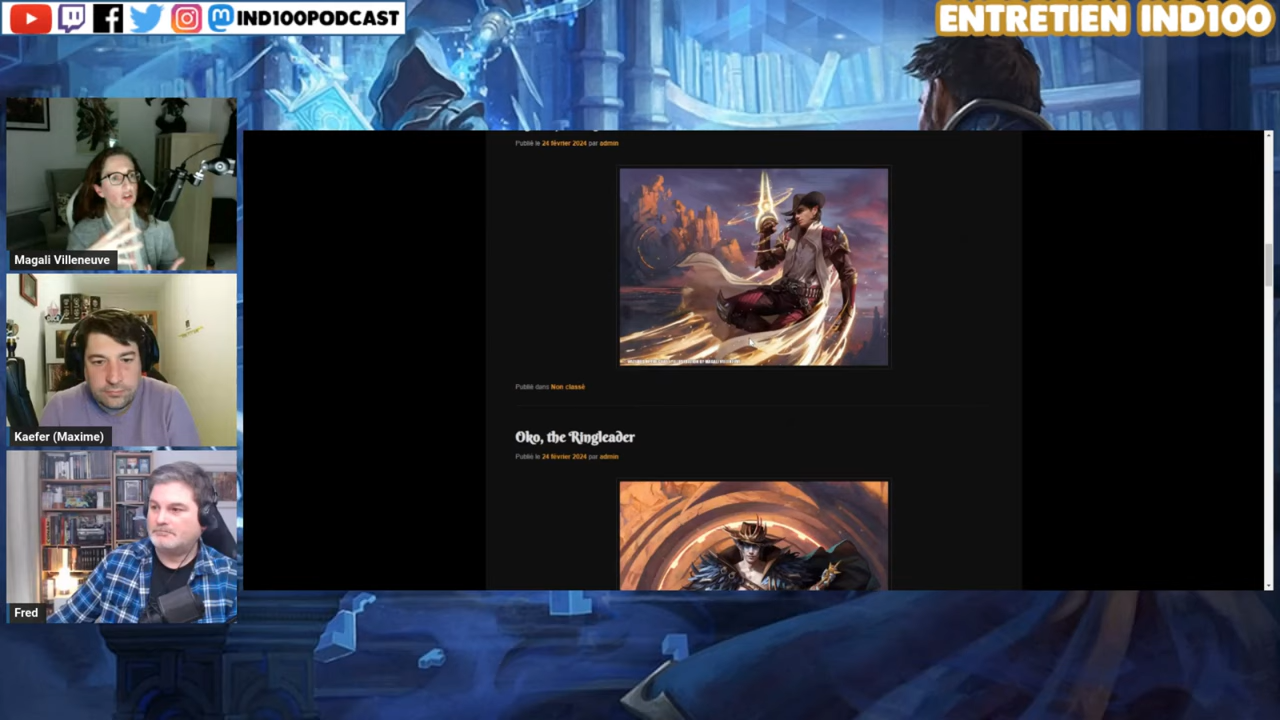 IND100PODCAST
ENTRETIEN IND100
Magali Villeneuve
Kaefer (Maxime)
Fred
Publié le 24 février 2024 par admin
Publié dans Non classé
Oko, the Ringleader
Publié le 24 février 2024 par admin